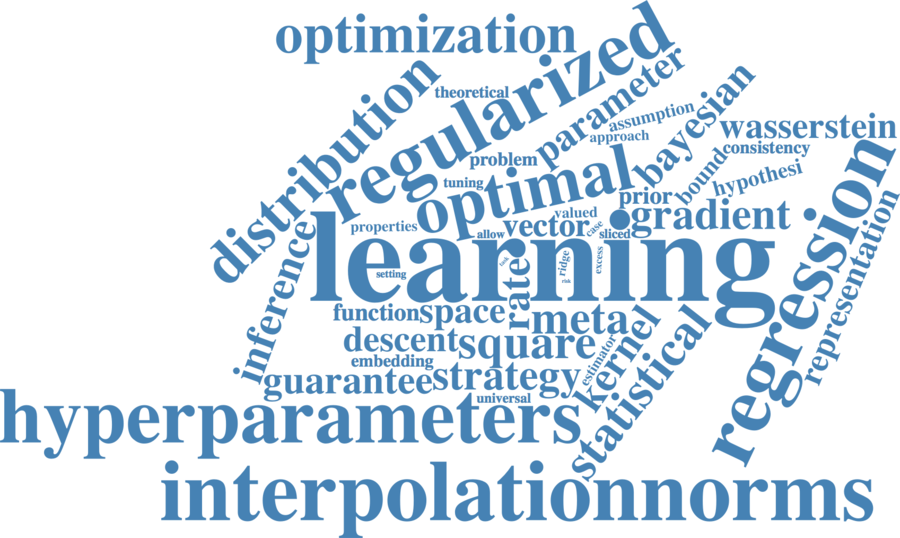 optimization
regularized
distribution
theoretical
parameter
assumption
approach
bayesian
wasserstein
consistency
problem
bound
hypothesi
tuning
optimal
prior
regression
representation
gradient
valued
vector
case
sliced
allow
properties
learning
inference
setting
rate
ridge
risk
excess
function
space
meta
descent
square
kernel
estimator
statistical
embedding
guarantee
strategy
universal
hyperparameters
interpolation
norms